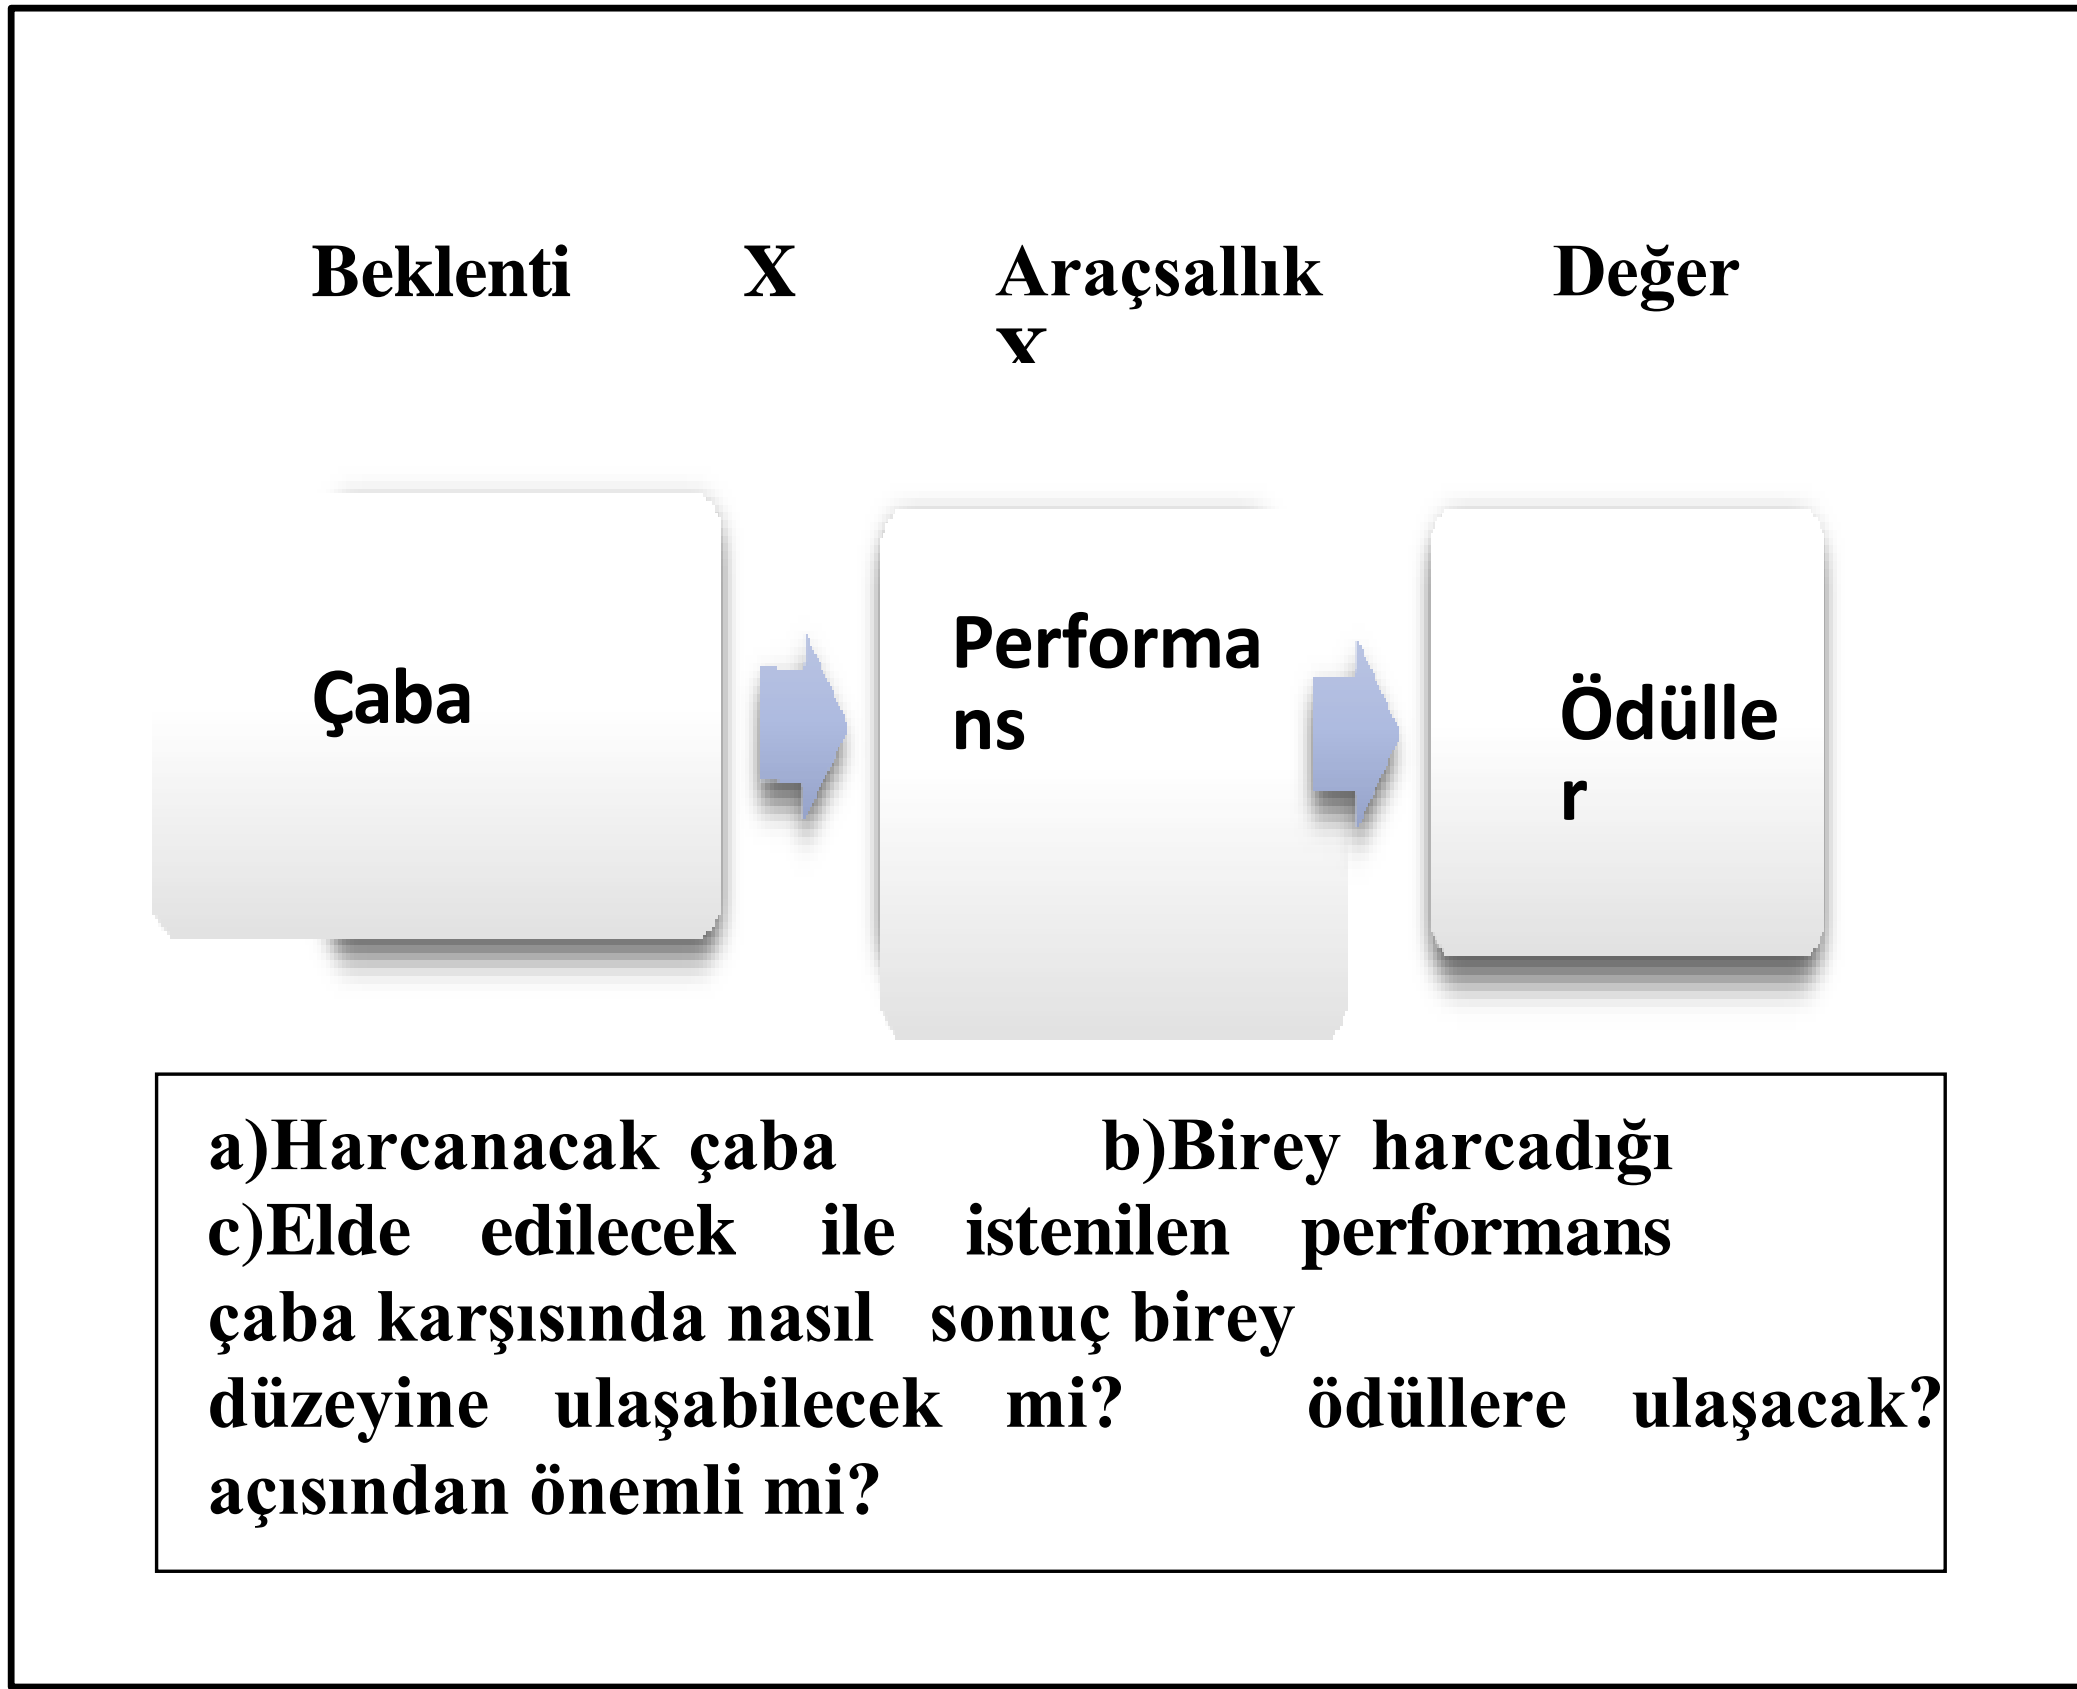 Beklenti X Araçsallık Değer
X
Çaba
Performa
ns
Ödülle
r
a)Harcanacak çaba b)Birey harcadığı
c)Elde edilecek ile istenilen performans
çaba karşısında nasıl sonuç birey
düzeyine ulaşabilecek mi? ödüllere ulaşacak?
açısından önemli mi?